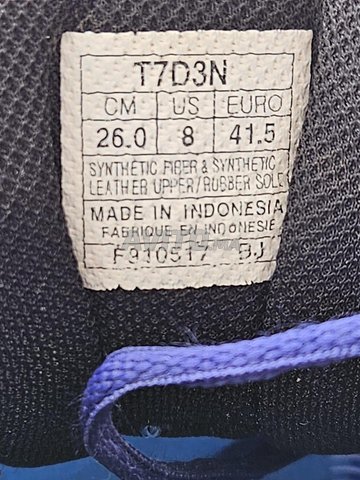 T7D3N
CM US EURO
26.0 8 41.5
SYNTHETIC FIBER & SYNTHETIC
LEATHER UPPER/RUBBER SOLE
MADE IN INDONESIA
FABRIQUE EN INDONESIE
F910517 BJ